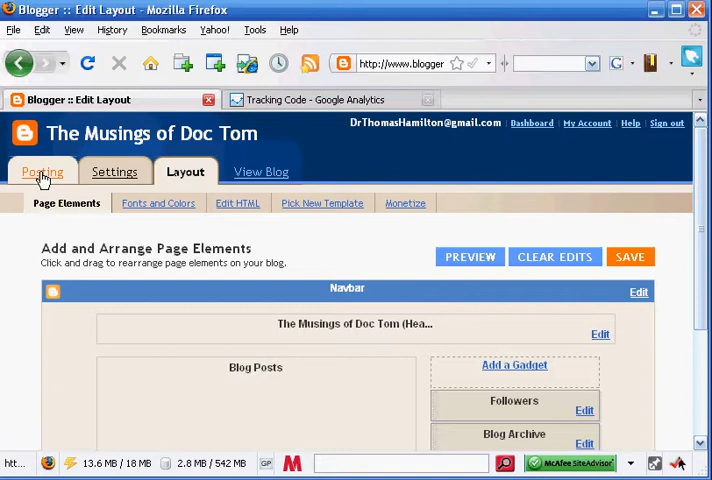 Blogger :: Edit Layout - Mozilla Firefox
File Edit View History Bookmarks Yahoo! Tools Help
http://www.blogger
Blogger :: Edit Layout
Tracking Code - Google Analytics
The Musings of Doc Tom
DrThomasHamilton@gmail.com | Dashboard | My Account | Help | Sign out
Posting Settings Layout View Blog
Page Elements Fonts and Colors Edit HTML Pick New Template Monetize
Add and Arrange Page Elements
Click and drag to rearrange page elements on your blog.
PREVIEW CLEAR EDITS SAVE
Navbar
Edit
The Musings of Doc Tom (Hea...
Edit
Blog Posts
Add a Gadget
Followers
Edit
Blog Archive
Edit
htt... 13.6 MB / 18 MB 2.8 MB / 542 MB GP M McAfee SiteAdvisor